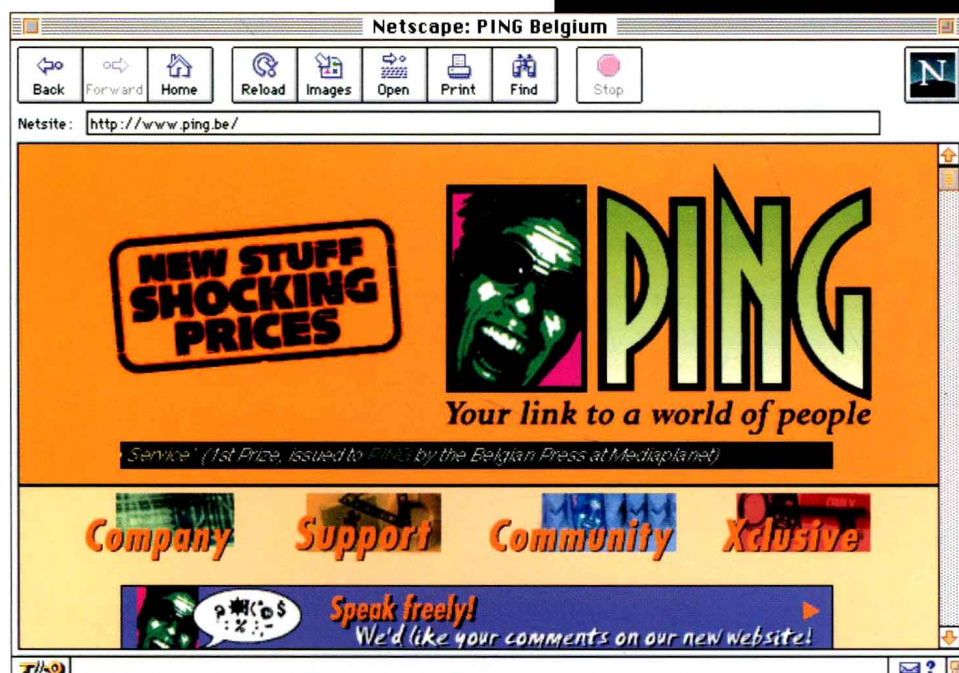 Netscape: PING Belgium
Back Forward Home Reload Images Open Print Find Stop
N
Netsite: http://www.ping.be/
NEW STUFF
SHOCKING
PRICES
PING
Your link to a world of people
Service" (1st Prize, issued to PING by the Belgian Press at Mediaplanet)
Company Support Community Xclusive
Speak freely!
We'd like your comments on our new website!
?